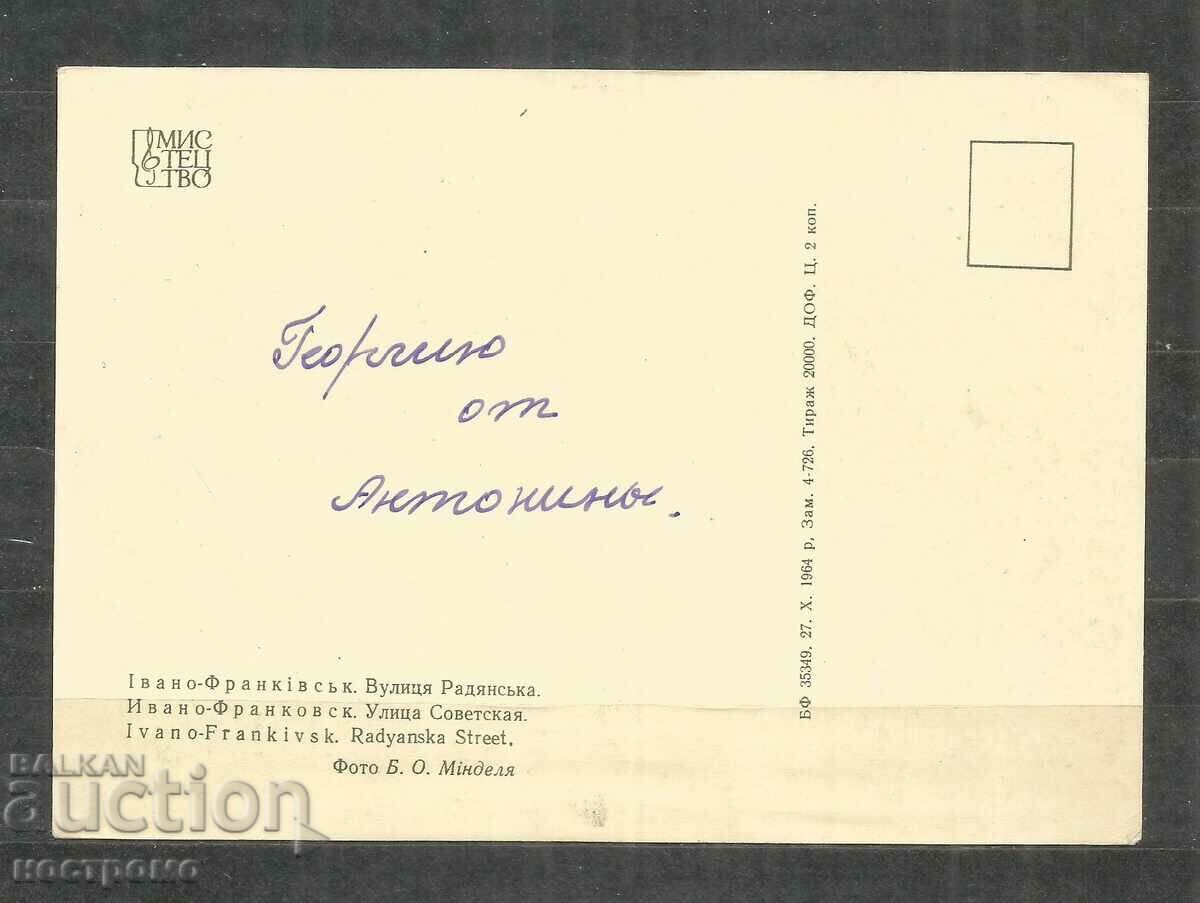 МИС
ТЕЦ
ТВО
Георгию
от
Антонины.
БФ 35349. 27. X. 1964 р, Зам. 4-726. Тираж 20000. ДОФ. Ц. 2 коп.
Івано-Франківськ. Вулиця Радянська.
Ивано-Франковск. Улица Советская.
Ivano-Frankivsk. Radyanska Street.
Фото Б. О. Мінделя
BALKAN
auction
костромо